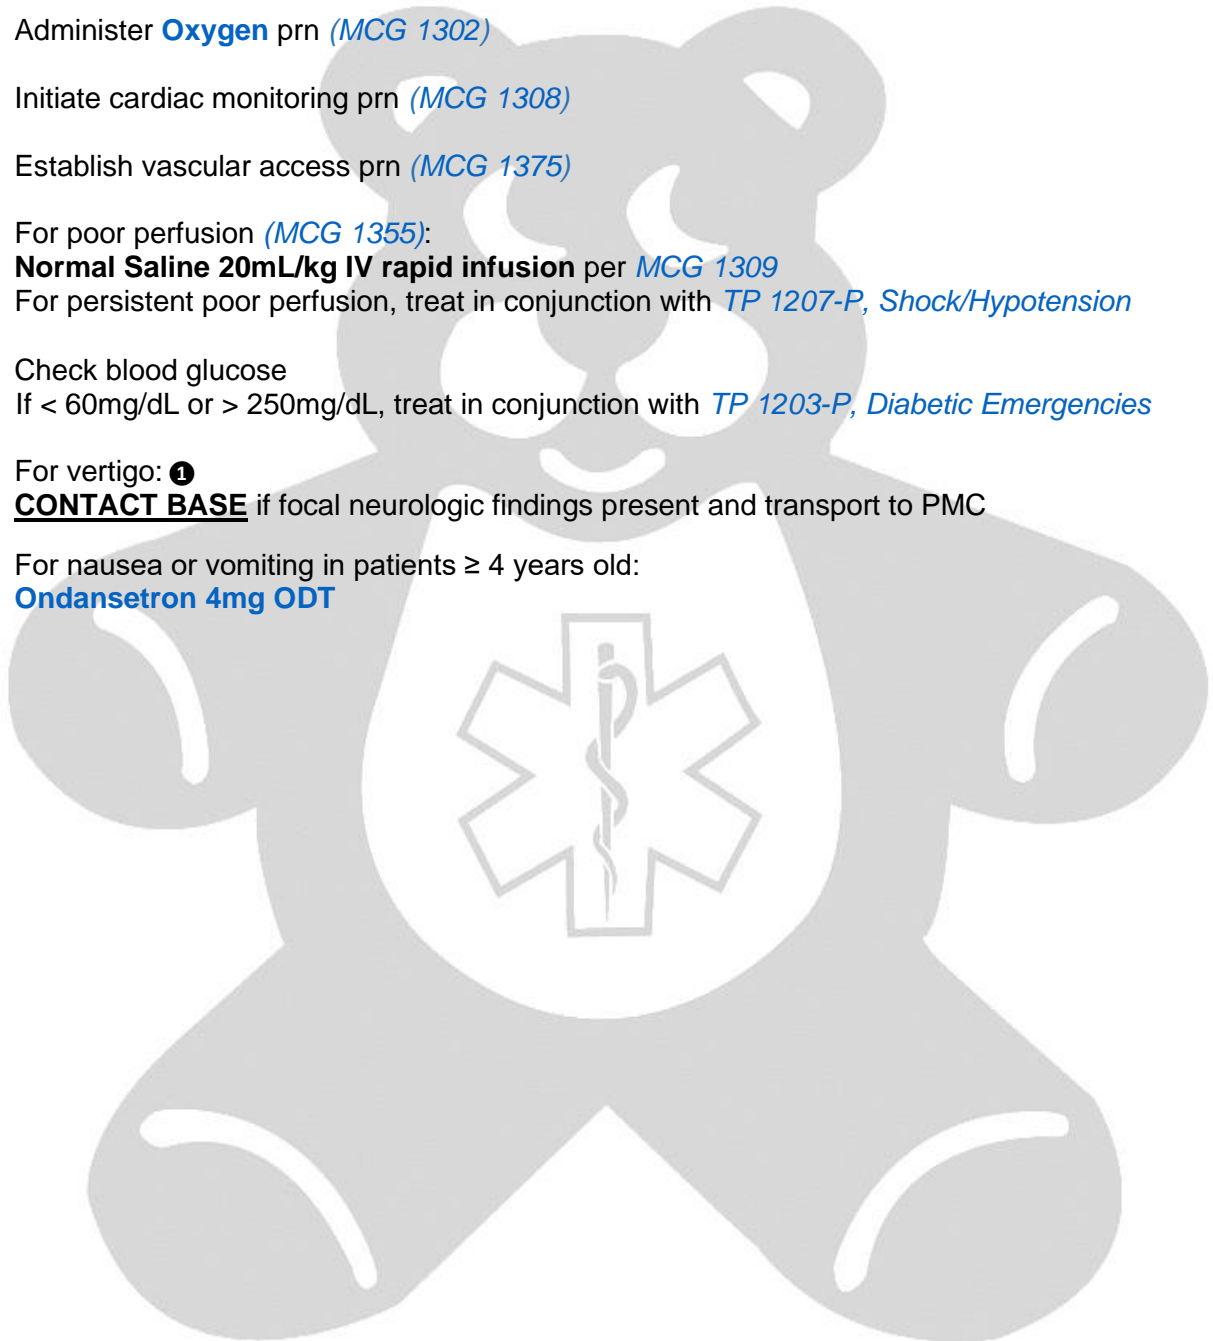 Administer Oxygen prn (MCG 1302)
Initiate cardiac monitoring prn (MCG 1308)
Establish vascular access prn (MCG 1375)
For poor perfusion (MCG 1355):
Normal Saline 20mL/kg IV rapid infusion per MCG 1309
For persistent poor perfusion, treat in conjunction with TP 1207-P, Shock/Hypotension
Check blood glucose
If < 60mg/dL or > 250mg/dL, treat in conjunction with TP 1203-P, Diabetic Emergencies
For vertigo: ❶
CONTACT BASE if focal neurologic findings present and transport to PMC
For nausea or vomiting in patients ≥ 4 years old:
Ondansetron 4mg ODT